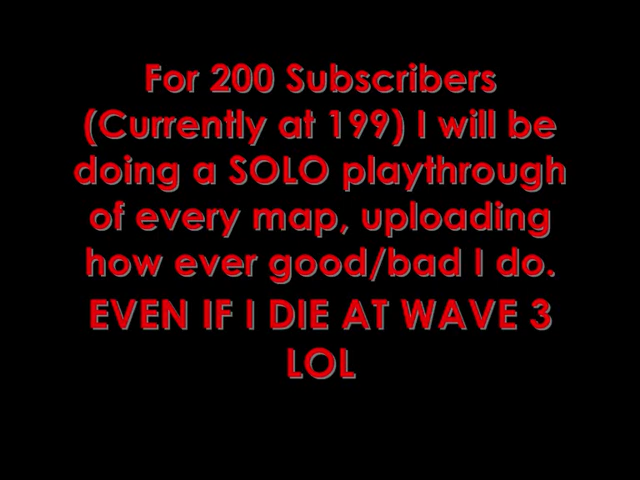 For 200 Subscribers
(Currently at 199) I will be
doing a SOLO playthrough
of every map, uploading
how ever good/bad I do.
EVEN IF I DIE AT WAVE 3
LOL